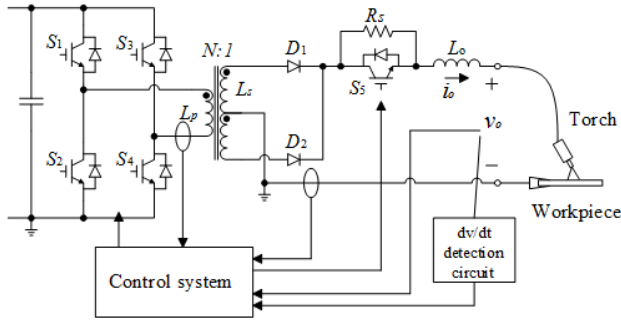 S1
S3
N:1
D1
Rs
Lo
S5
io
+
Ls
Lp
vo
Torch
S2
S4
D2
−
Workpiece
dv/dt
detection
circuit
Control system